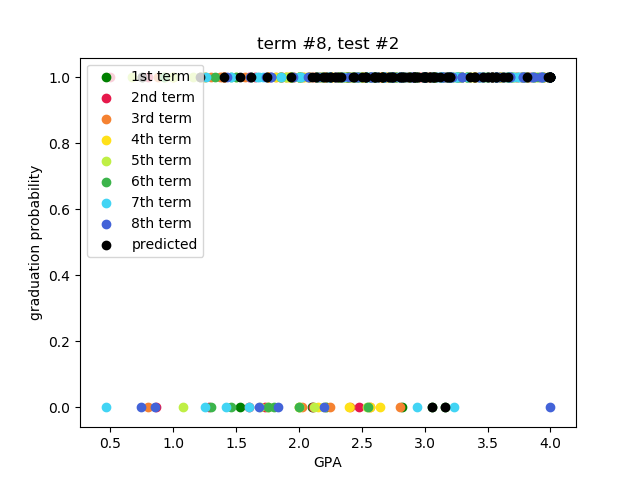 term #8, test #2
graduation probability
1.0
0.8
0.6
0.4
0.2
0.0
1st term
2nd term
3rd term
4th term
5th term
6th term
7th term
8th term
predicted
0.5 1.0 1.5 2.0 2.5 3.0 3.5 4.0
GPA